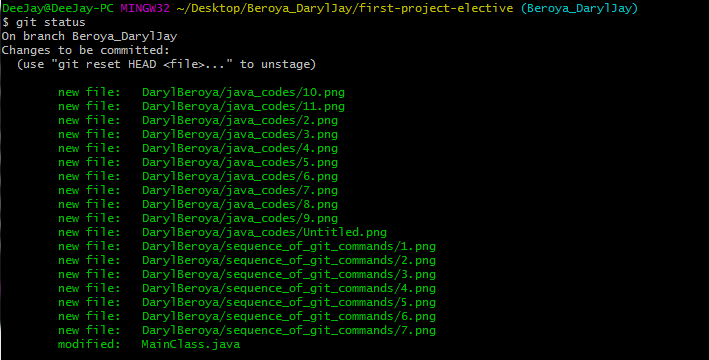 DeeJay@DeeJay-PC MINGW32 ~/Desktop/Beroya_DarylJay/first-project-elective (Beroya_DarylJay)
$ git status
On branch Beroya_DarylJay
Changes to be committed:
  (use "git reset HEAD <file>..." to unstage)

        new file:   DarylBeroya/java_codes/10.png
        new file:   DarylBeroya/java_codes/11.png
        new file:   DarylBeroya/java_codes/2.png
        new file:   DarylBeroya/java_codes/3.png
        new file:   DarylBeroya/java_codes/4.png
        new file:   DarylBeroya/java_codes/5.png
        new file:   DarylBeroya/java_codes/6.png
        new file:   DarylBeroya/java_codes/7.png
        new file:   DarylBeroya/java_codes/8.png
        new file:   DarylBeroya/java_codes/9.png
        new file:   DarylBeroya/java_codes/Untitled.png
        new file:   DarylBeroya/sequence_of_git_commands/1.png
        new file:   DarylBeroya/sequence_of_git_commands/2.png
        new file:   DarylBeroya/sequence_of_git_commands/3.png
        new file:   DarylBeroya/sequence_of_git_commands/4.png
        new file:   DarylBeroya/sequence_of_git_commands/5.png
        new file:   DarylBeroya/sequence_of_git_commands/6.png
        new file:   DarylBeroya/sequence_of_git_commands/7.png
        modified:   MainClass.java